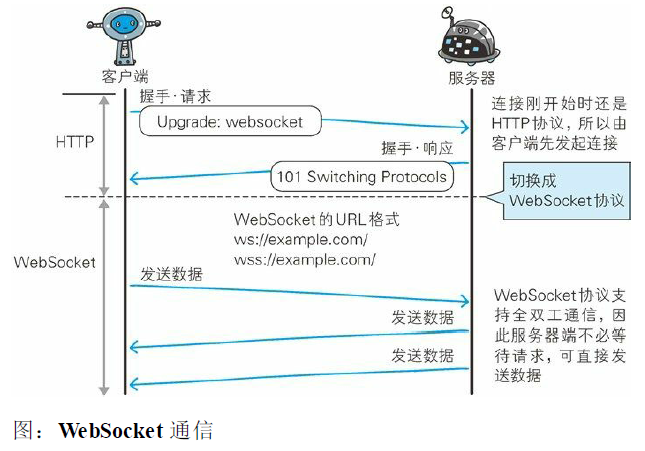 客户端
服务器
握手·请求
Upgrade: websocket
连接刚开始时还是
HTTP协议，所以由
客户端先发起连接
HTTP
握手·响应
101 Switching Protocols
切换成
WebSocket协议
WebSocket的URL格式
ws://example.com/
wss://example.com/
WebSocket
发送数据
WebSocket协议支
持全双工通信，因
此服务器端不必等
待请求，可直接发
送数据
发送数据
发送数据
图：WebSocket 通信